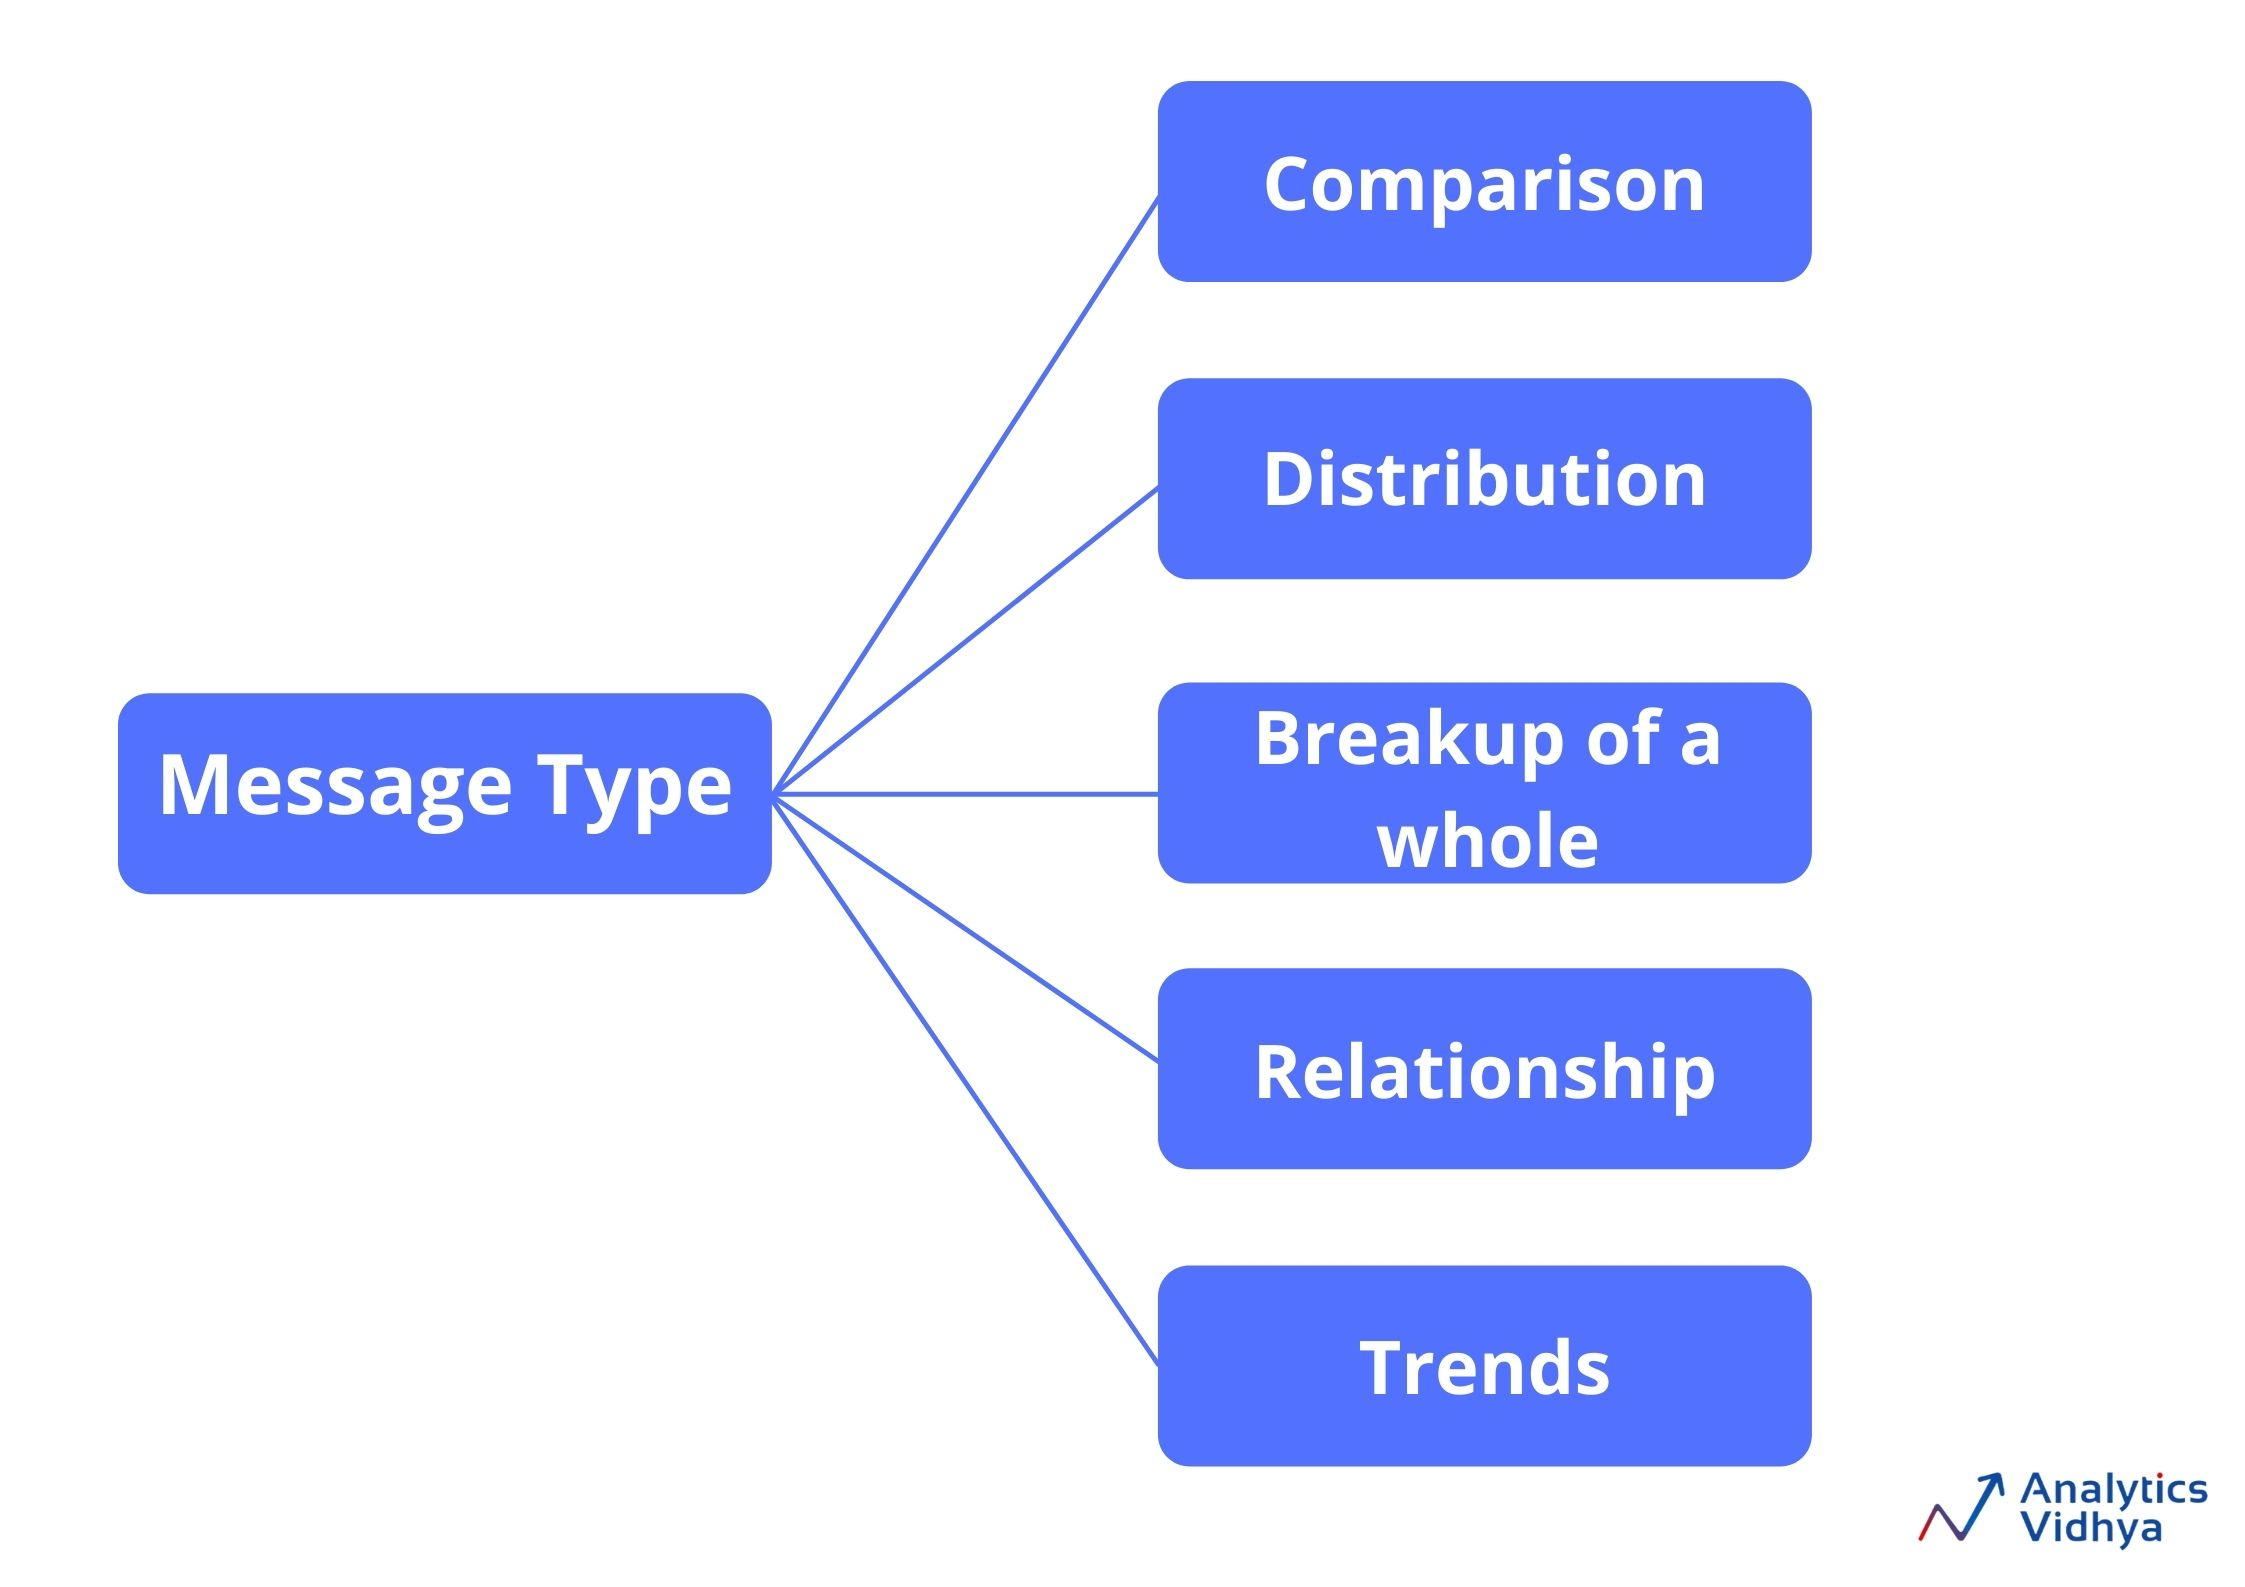 Comparison
Distribution
Message Type
Breakup of a
whole
Relationship
Trends
Analytics
Vidhya